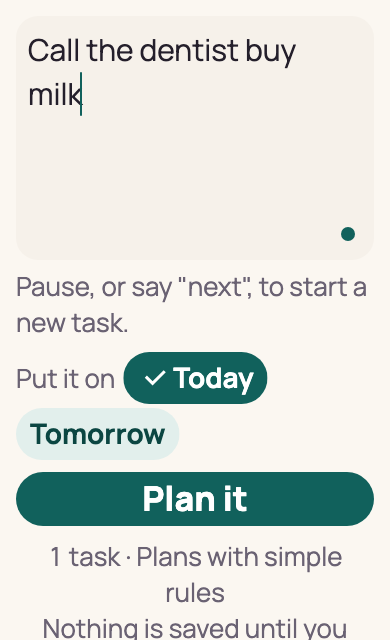 Call the dentist buy
milk
Pause, or say "next", to start a
new task.
Put it on ✓ Today
Tomorrow
Plan it
1 task · Plans with simple
rules
Nothing is saved until you